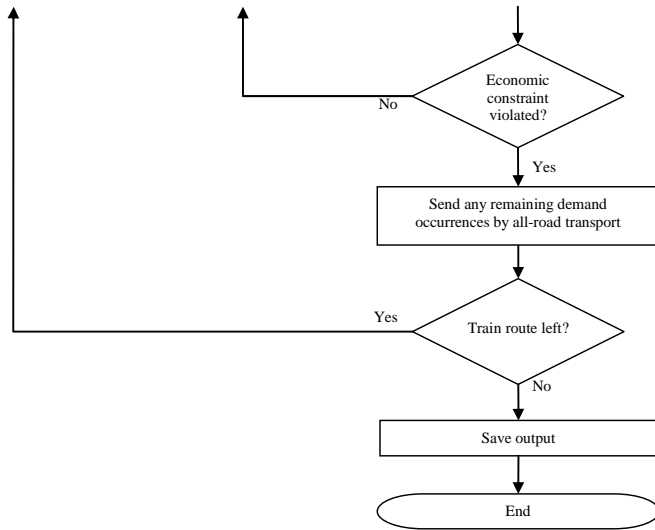 Economic
constraint
violated?
No
Yes
Send any remaining demand
occurrences by all-road transport
Yes
Train route left?
No
Save output
End